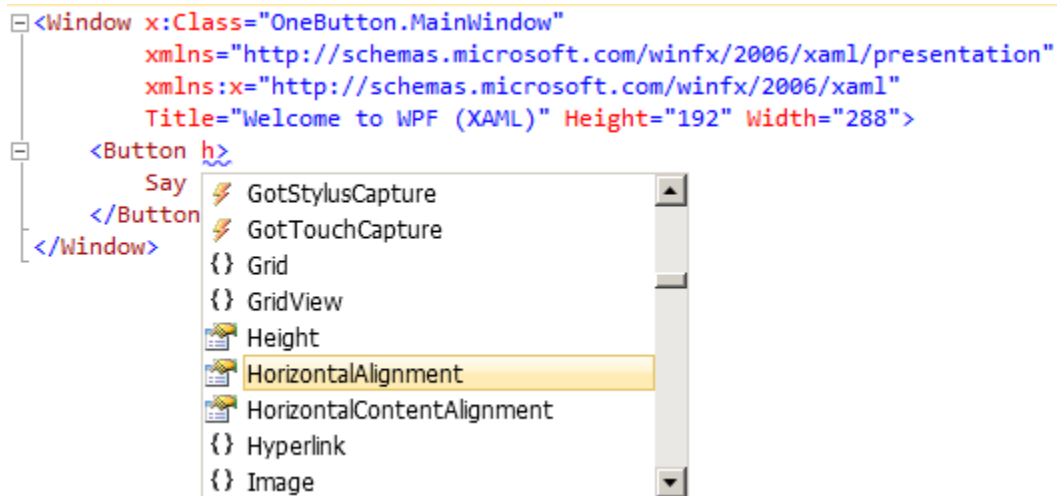 <Window x:Class="OneButton.MainWindow"
xmlns="http://schemas.microsoft.com/winfx/2006/xaml/presentation"
xmlns:x="http://schemas.microsoft.com/winfx/2006/xaml"
Title="Welcome to WPF (XAML)" Height="192" Width="288">
<Button h>
Say
</Button
</Window>
GotStylusCapture
GotTouchCapture
{} Grid
{} GridView
Height
HorizontalAlignment
HorizontalContentAlignment
{} Hyperlink
{} Image